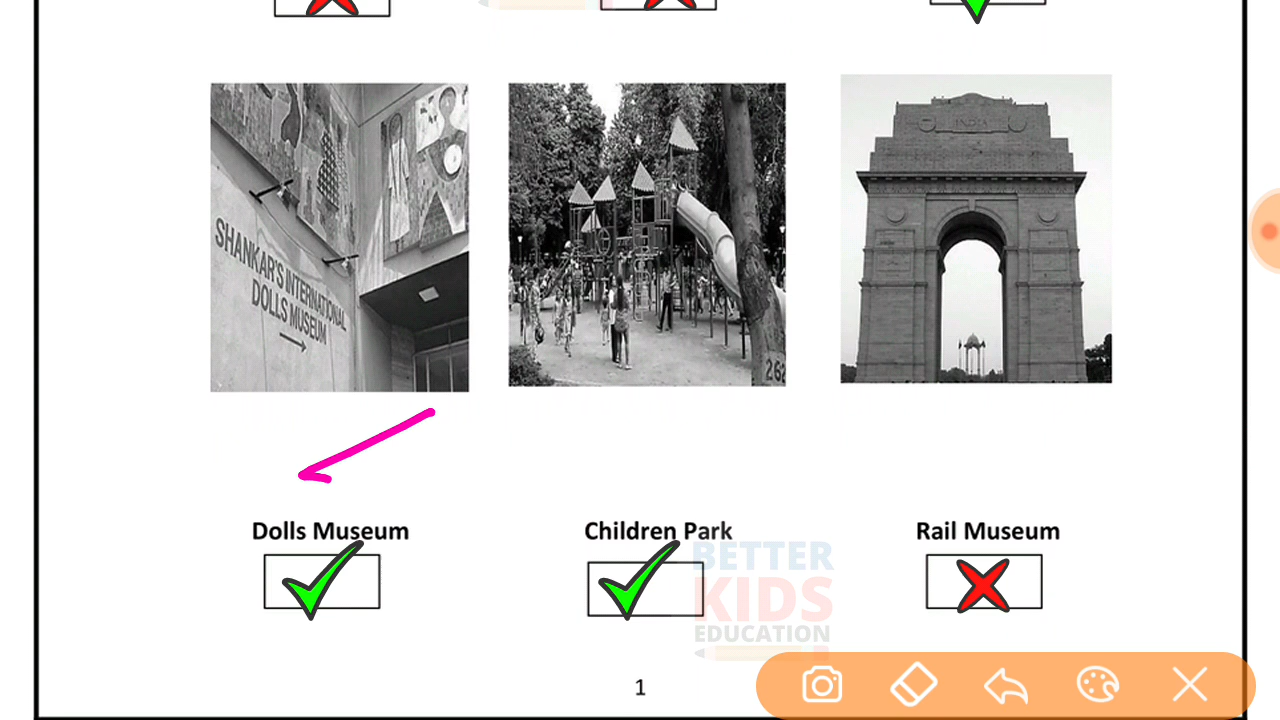 INDIA
SHANKAR'S INTERNATIONAL
DOLLS MUSEUM
262
Dolls Museum
Children Park
Rail Museum
BETTER
KIDS
EDUCATION
1